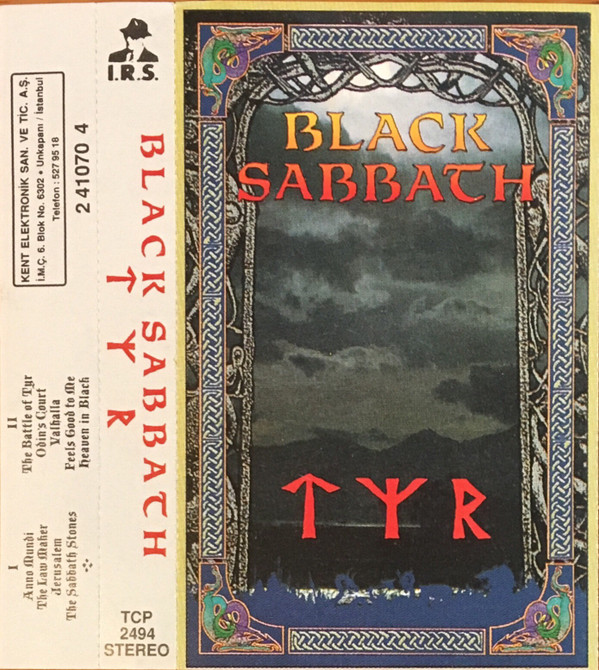 I.R.S.
KENT ELEKTRONİK SAN. VE TİC. A.Ş.
İ.M.Ç. 6. Blok No. 6302 • Unkapanı / İstanbul
Telefon : 527 95 18
2 41070 4
BLACK SABBATH
TYR
I
Anno Mundi
The Law Maker
Jerusalem
The Sabbath Stones
II
The Battle of Tyr
Odin's Court
Valhalla
Feels Good to Me
Heaven in Black
TCP
2494
STEREO
BLACK
SABBATH
TYR